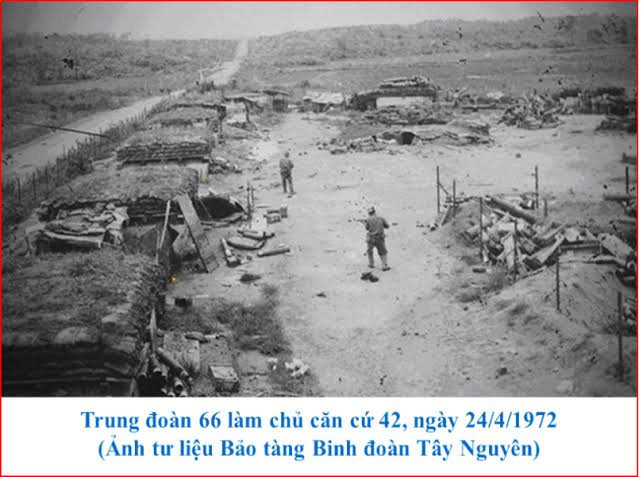 Trung đoàn 66 làm chủ căn cứ 42, ngày 24/4/1972
(Ảnh tư liệu Bảo tàng Binh đoàn Tây Nguyên)